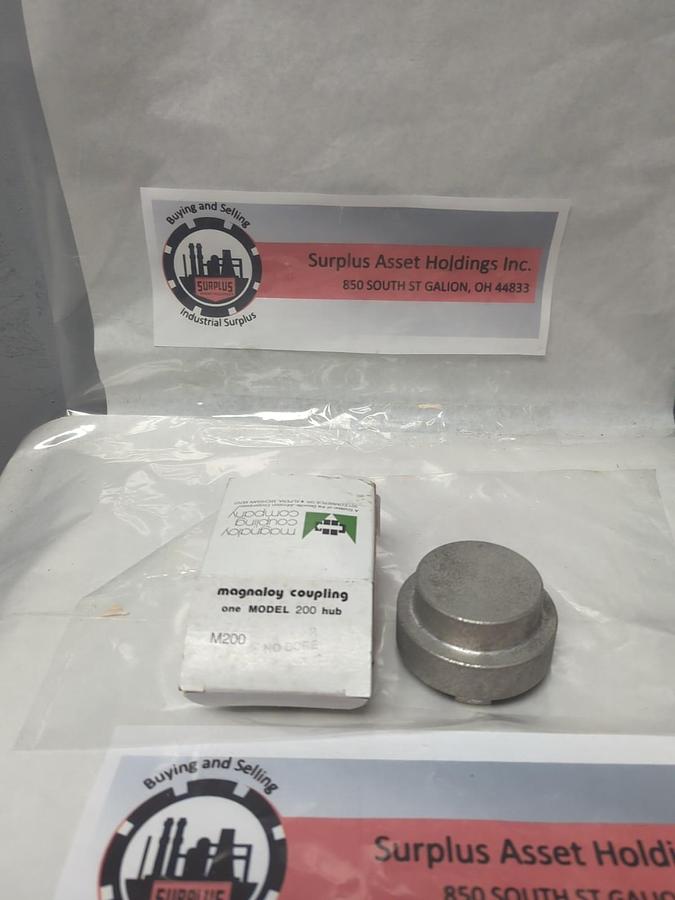 Buying and Selling
SURPLUS
Industrial Surplus
Surplus Asset Holdings Inc.
850 SOUTH ST GALION, OH 44833
magnaloy
coupling
company
magnaloy coupling
one MODEL 200 hub
M200
NO BORE
Buying and Selling
SURPLUS
Surplus Asset Holdi
850 SOUTH ST GALIO